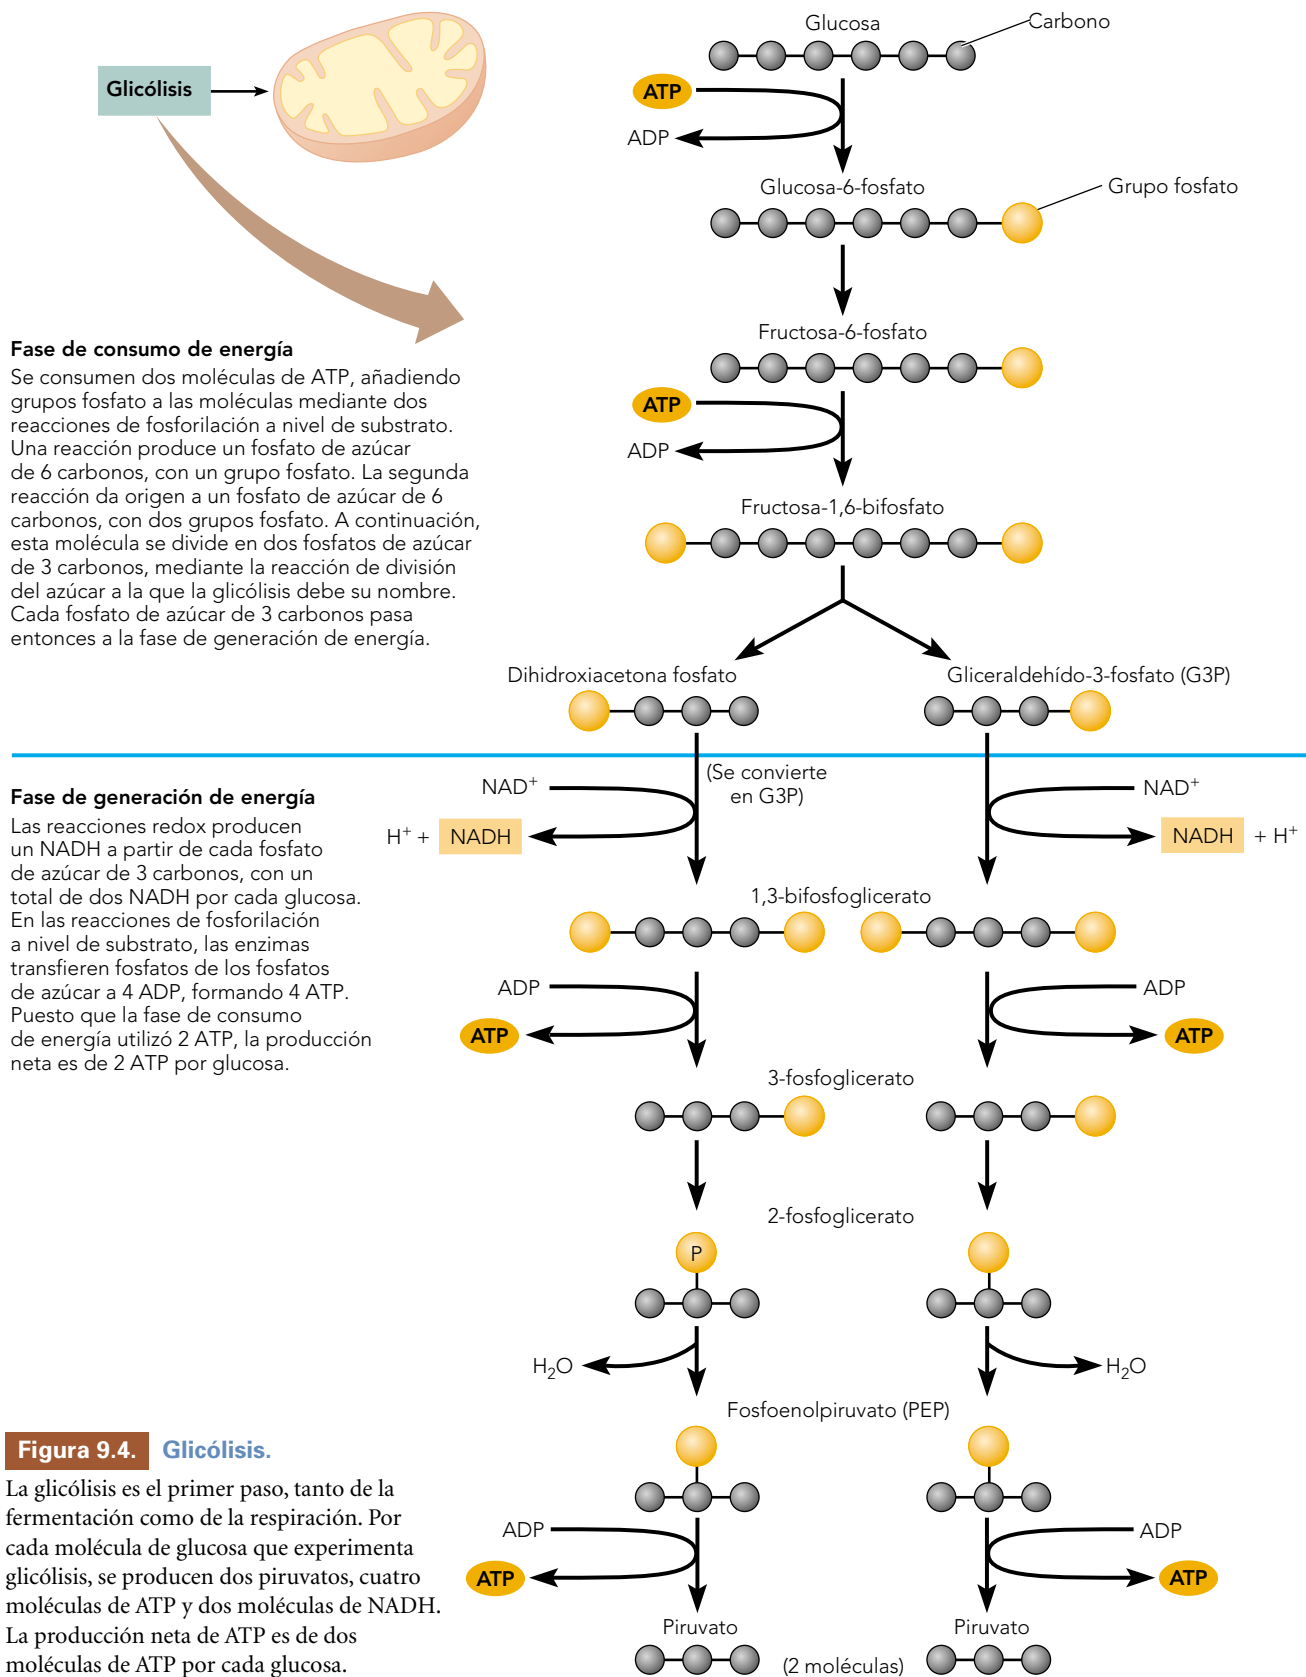 Glucosa
Carbono
Glicólisis
ATP
ADP
Glucosa-6-fosfato
Grupo fosfato
Fructosa-6-fosfato
ATP
ADP
Fructosa-1,6-bifosfato
Fase de consumo de energía
Se consumen dos moléculas de ATP, añadiendo
grupos fosfato a las moléculas mediante dos
reacciones de fosforilación a nivel de substrato.
Una reacción produce un fosfato de azúcar
de 6 carbonos, con un grupo fosfato. La segunda
reacción da origen a un fosfato de azúcar de 6
carbonos, con dos grupos fosfato. A continuación,
esta molécula se divide en dos fosfatos de azúcar
de 3 carbonos, mediante la reacción de división
del azúcar a la que la glicólisis debe su nombre.
Cada fosfato de azúcar de 3 carbonos pasa
entonces a la fase de generación de energía.
Dihidroxiacetona fosfato
Gliceraldehído-3-fosfato (G3P)
Fase de generación de energía
Las reacciones redox producen
un NADH a partir de cada fosfato
de azúcar de 3 carbonos, con un
total de dos NADH por cada glucosa.
En las reacciones de fosforilación
a nivel de substrato, las enzimas
transfieren fosfatos de los fosfatos
de azúcar a 4 ADP, formando 4 ATP.
Puesto que la fase de consumo
de energía utilizó 2 ATP, la producción
neta es de 2 ATP por glucosa.
(Se convierte
en G3P)
NAD⁺
NAD⁺
H⁺ + NADH
NADH + H⁺
1,3-bifosfoglicerato
ADP
ADP
ATP
ATP
3-fosfoglicerato
2-fosfoglicerato
P
H₂O
H₂O
Fosfoenolpiruvato (PEP)
ADP
ADP
ATP
ATP
Piruvato
Piruvato
(2 moléculas)
Figura 9.4. Glicólisis.
La glicólisis es el primer paso, tanto de la
fermentación como de la respiración. Por
cada molécula de glucosa que experimenta
glicólisis, se producen dos piruvatos, cuatro
moléculas de ATP y dos moléculas de NADH.
La producción neta de ATP es de dos
moléculas de ATP por cada glucosa.